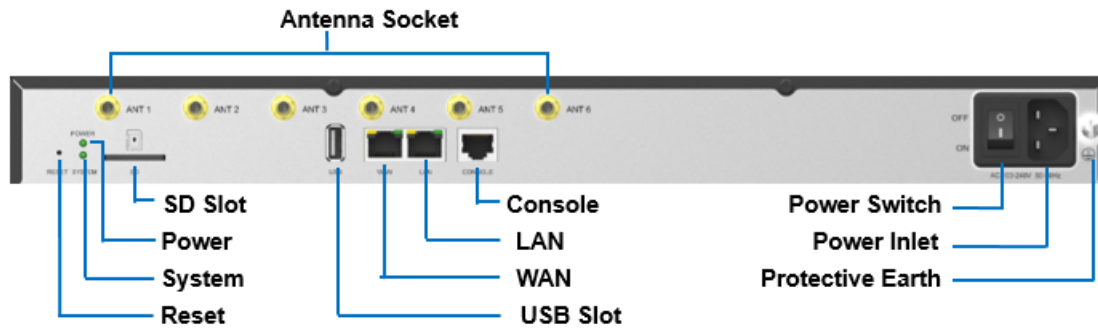 Antenna Socket
ANT 1 ANT 2 ANT 3 ANT 4 ANT 5 ANT 6
OFF
POWER
ON
RESET SYSTEM SD USB WAN LAN CONSOLE
SD Slot Console Power Switch
Power LAN Power Inlet
System WAN Protective Earth
Reset USB Slot